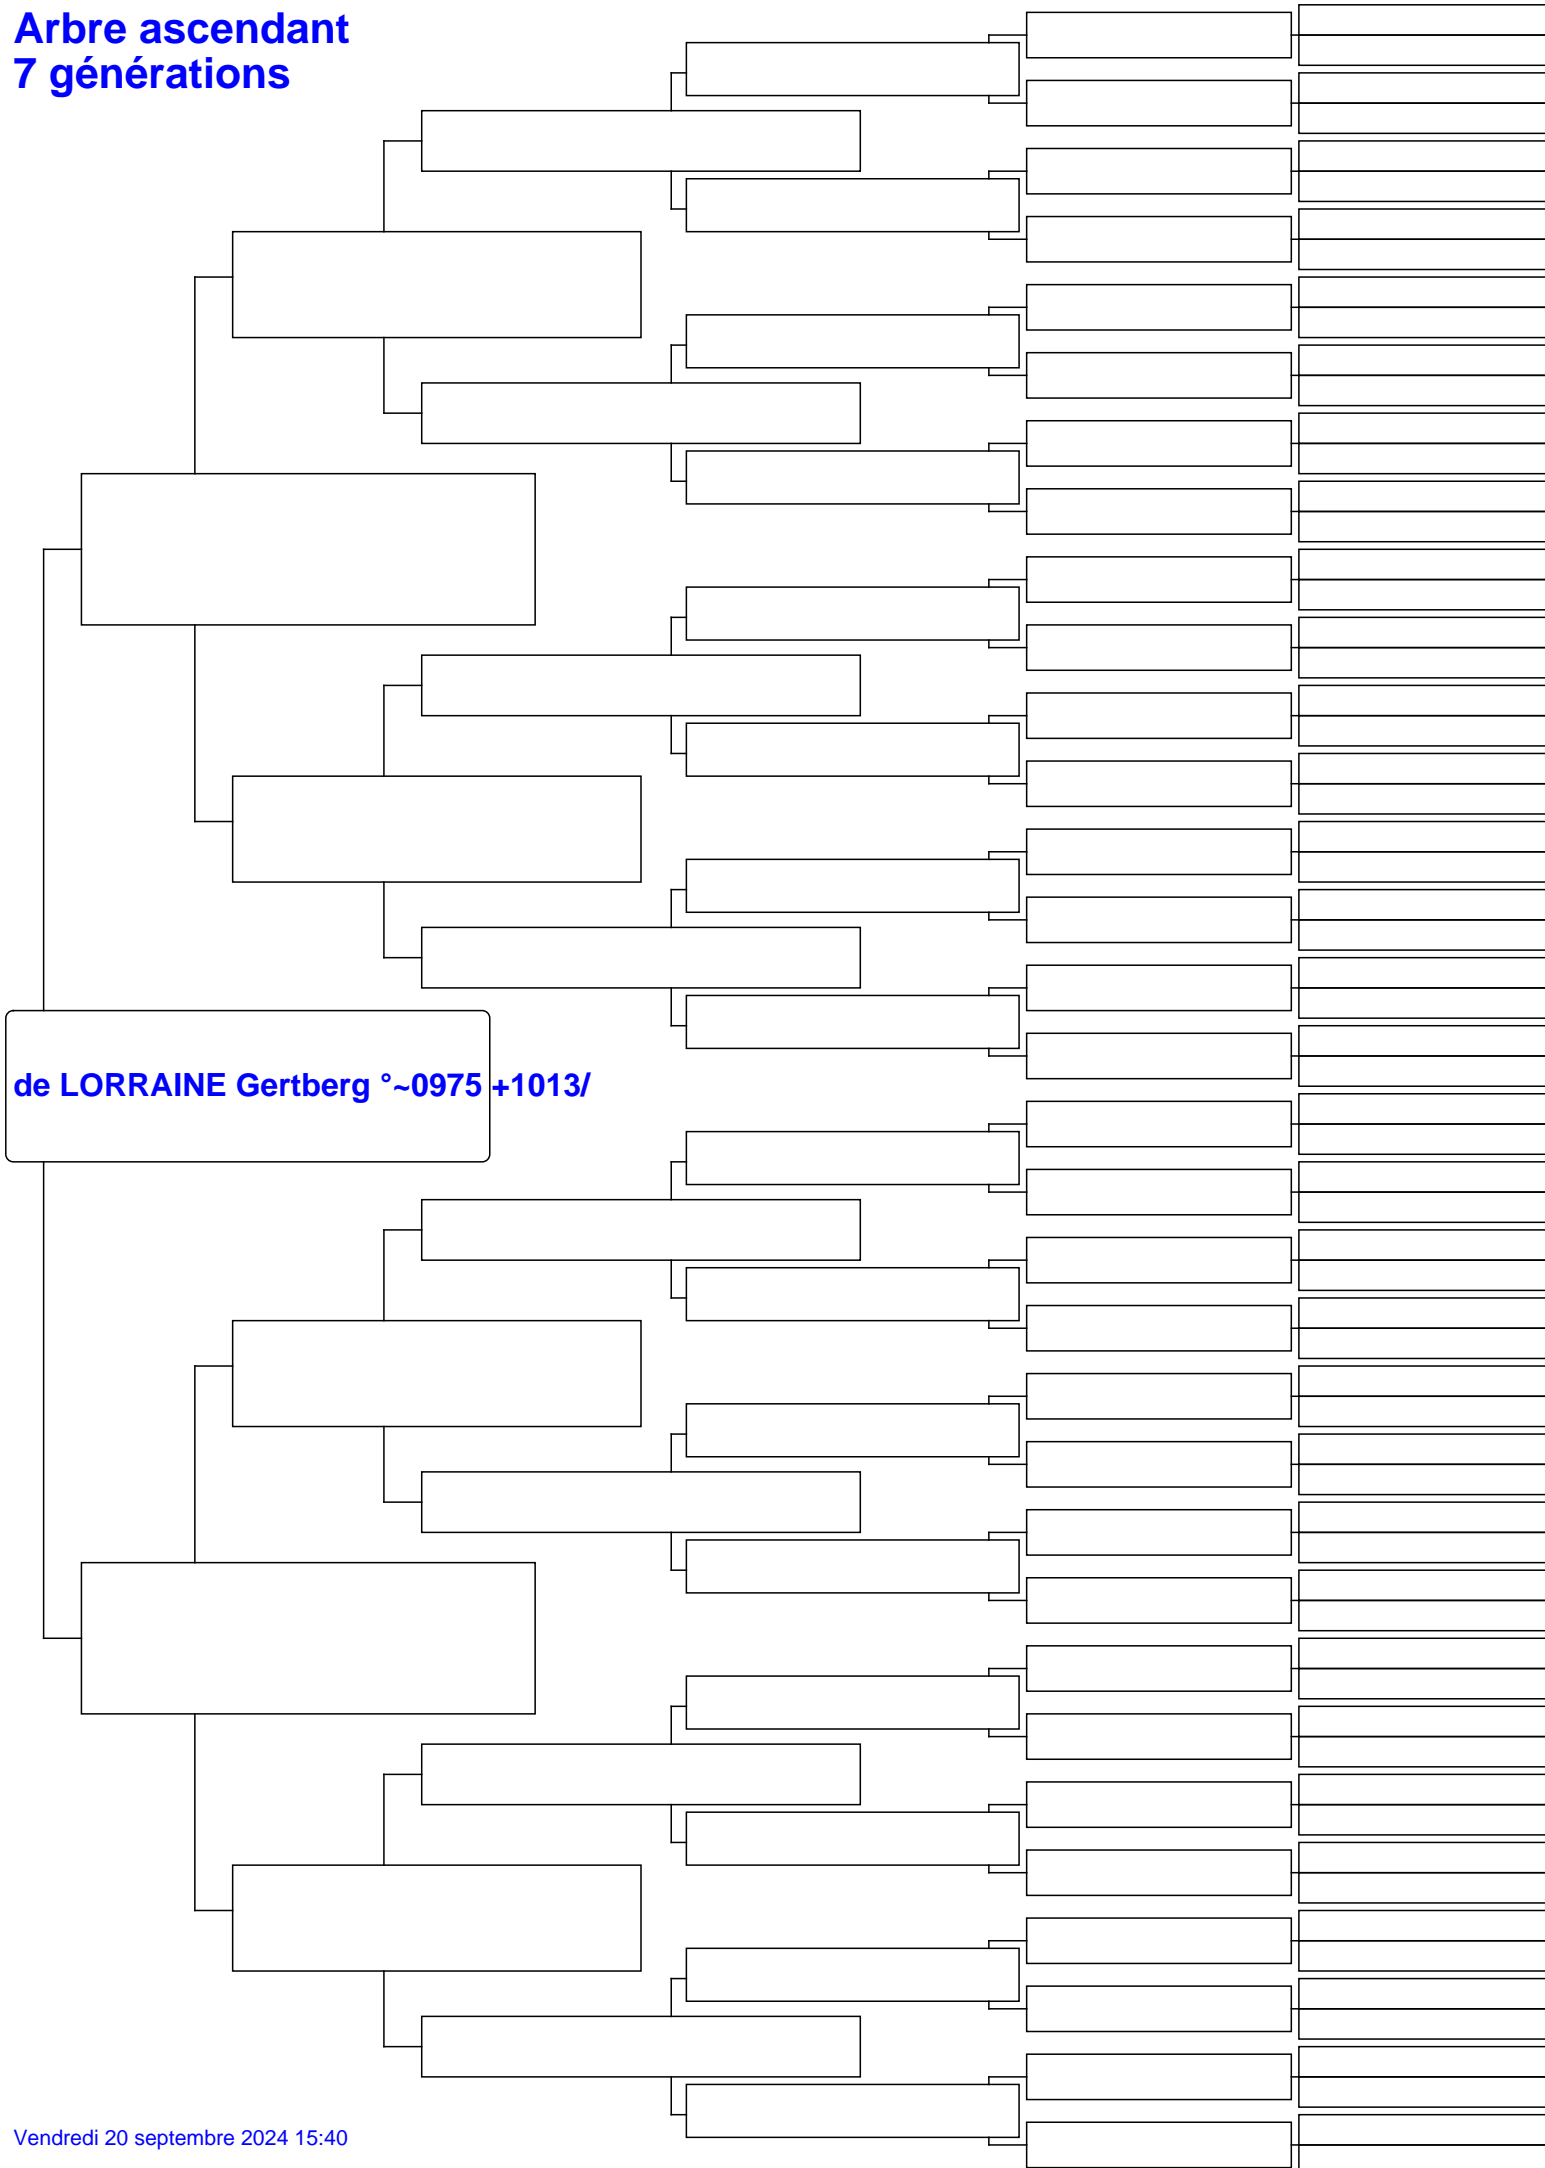 Arbre ascendant
7 générations
de LORRAINE Gertberg °~0975 +1013/
Vendredi 20 septembre 2024 15:40